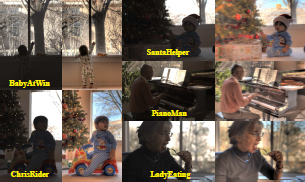 SantaHelper
BabyAtWin
PianoMan
ChrisRider
LadyEating